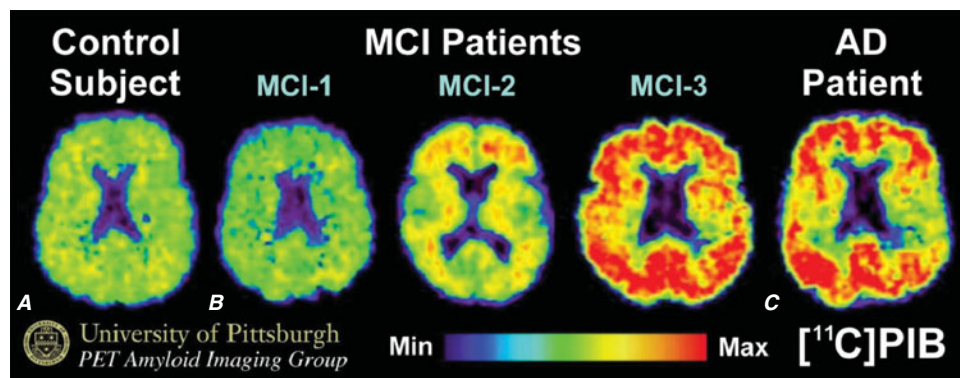 Control
Subject
MCI Patients
MCI-1
MCI-2
MCI-3
AD
Patient
A
B
C
University of Pittsburgh
PET Amyloid Imaging Group
Min
Max
[¹¹C]PIB